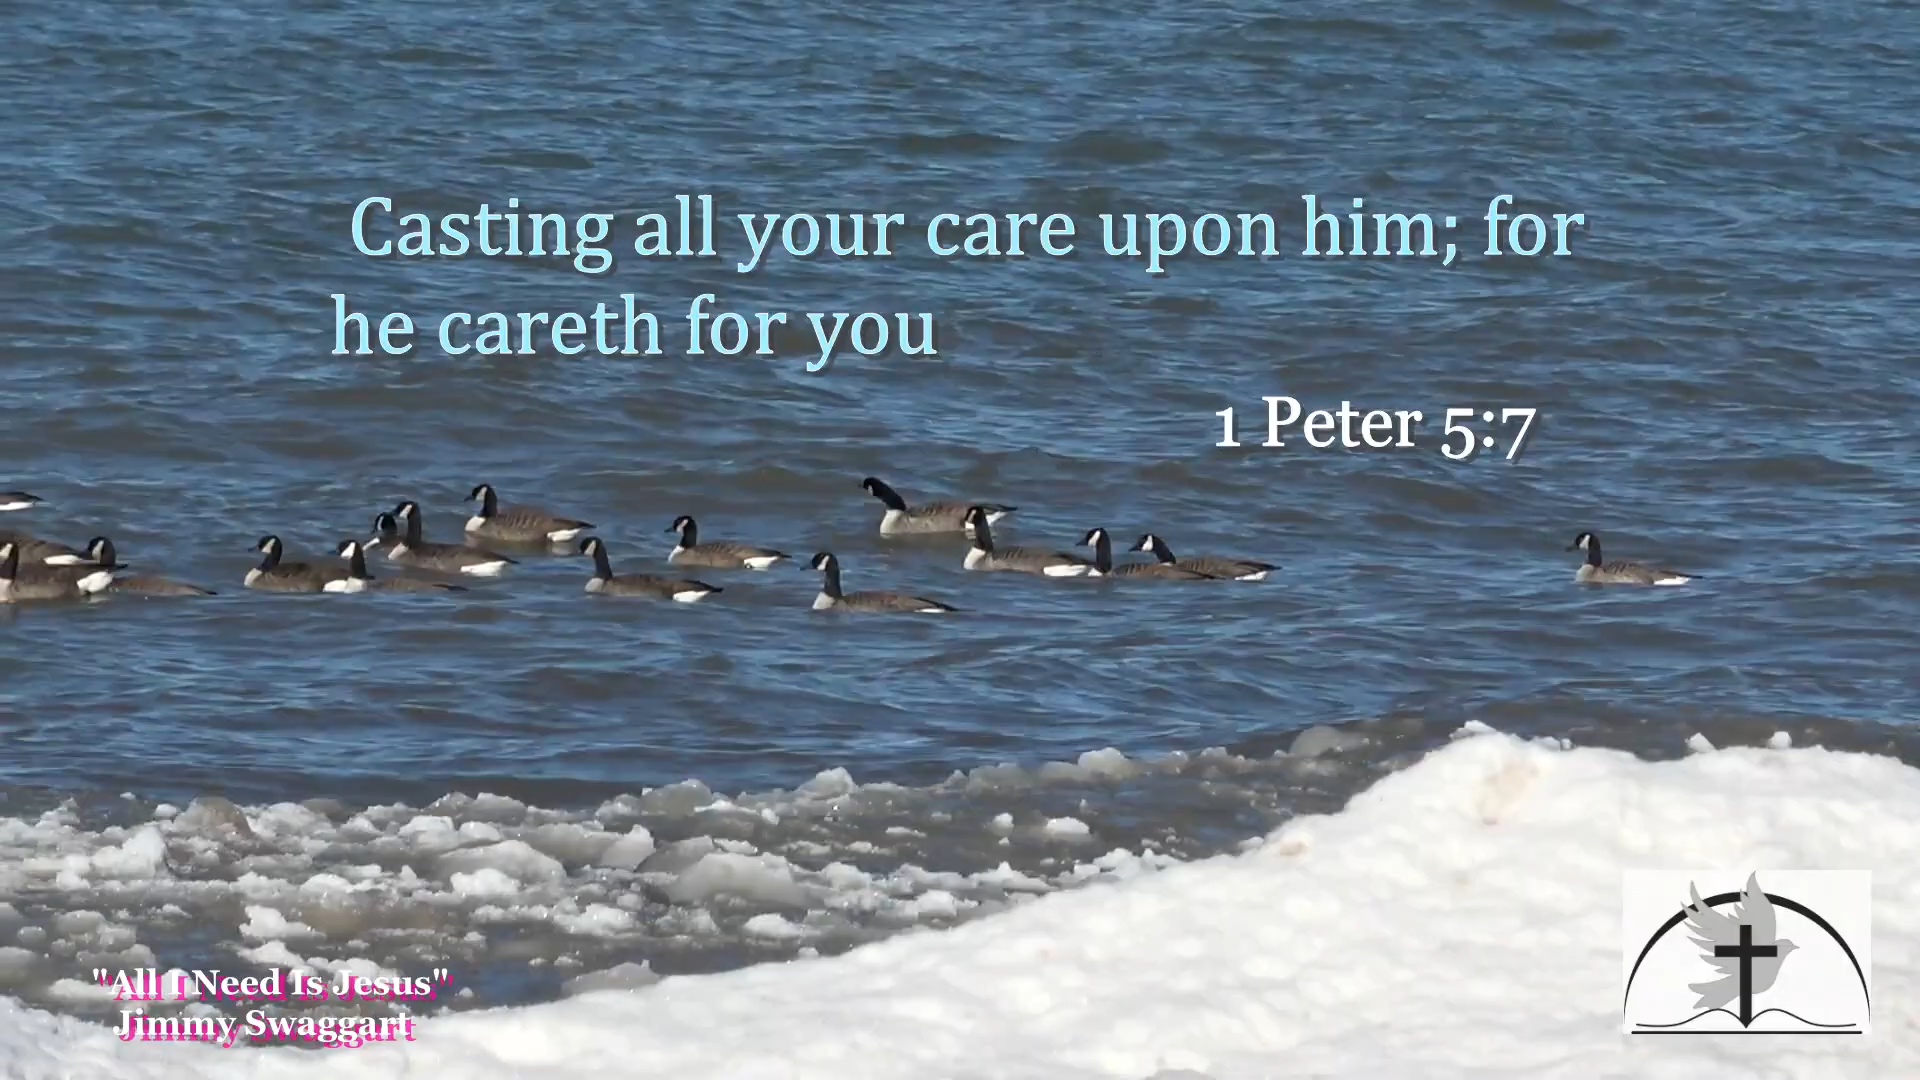 Casting all your care upon him; for
he careth for you
1 Peter 5:7
"All I Need Is Jesus"
Jimmy Swaggart